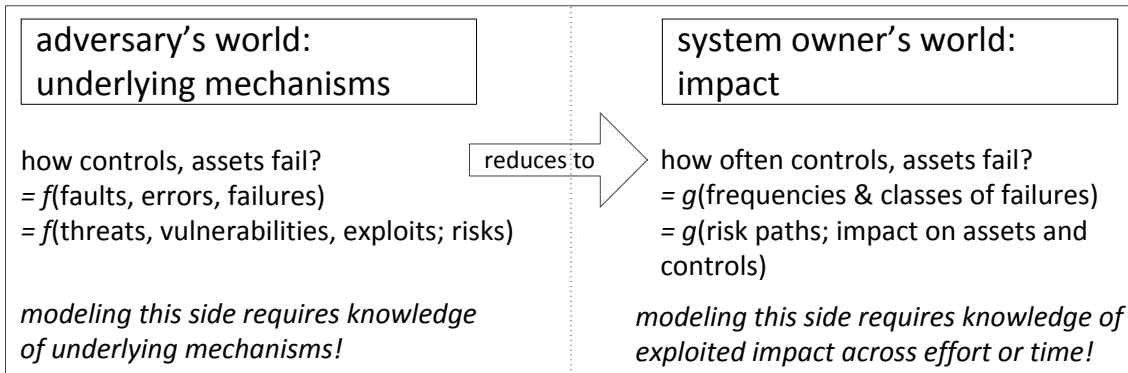 adversary's world:
underlying mechanisms
how controls, assets fail?
= f(faults, errors, failures)
= f(threats, vulnerabilities, exploits; risks)
modeling this side requires knowledge
of underlying mechanisms!
reduces to
system owner's world:
impact
how often controls, assets fail?
= g(frequencies & classes of failures)
= g(risk paths; impact on assets and
controls)
modeling this side requires knowledge of
exploited impact across effort or time!